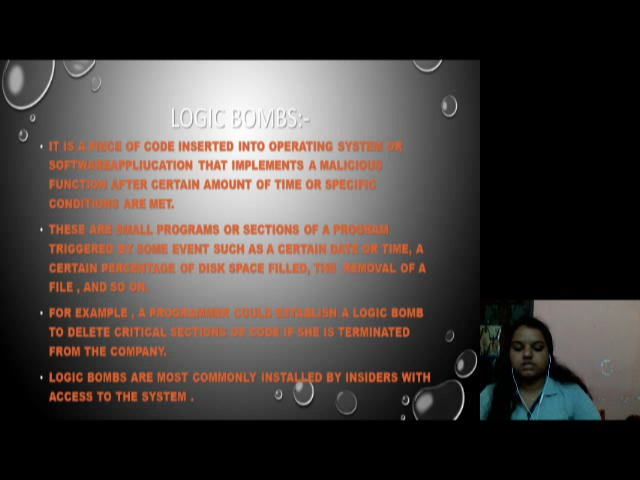 LOGIC BOMBS:-
• IT IS A PIECE OF CODE INSERTED INTO OPERATING SYSTEM OR
SOFTWAREAPPLIUCATION THAT IMPLEMENTS A MALICIOUS
FUNCTION AFTER CERTAIN AMOUNT OF TIME OR SPECIFIC
CONDITIONS ARE MET.
• THESE ARE SMALL PROGRAMS OR SECTIONS OF A PROGRAM
TRIGGERED BY SOME EVENT SUCH AS A CERTAIN DATE OR TIME, A
CERTAIN PERCENTAGE OF DISK SPACE FILLED, THE REMOVAL OF A
FILE , AND SO ON.
• FOR EXAMPLE , A PROGRAMMER COULD ESTABLISH A LOGIC BOMB
TO DELETE CRITICAL SECTIONS OF CODE IF SHE IS TERMINATED
FROM THE COMPANY.
• LOGIC BOMBS ARE MOST COMMONLY INSTALLED BY INSIDERS WITH
ACCESS TO THE SYSTEM .